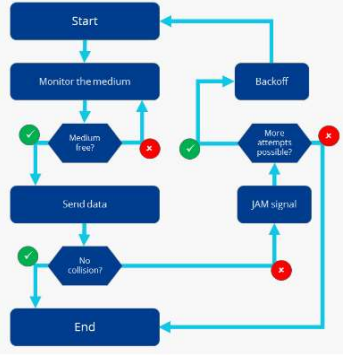 Start
Monitor the medium
Backoff
Medium
free?
More
attempts
possible?
Send data
JAM signal
No
collision?
End